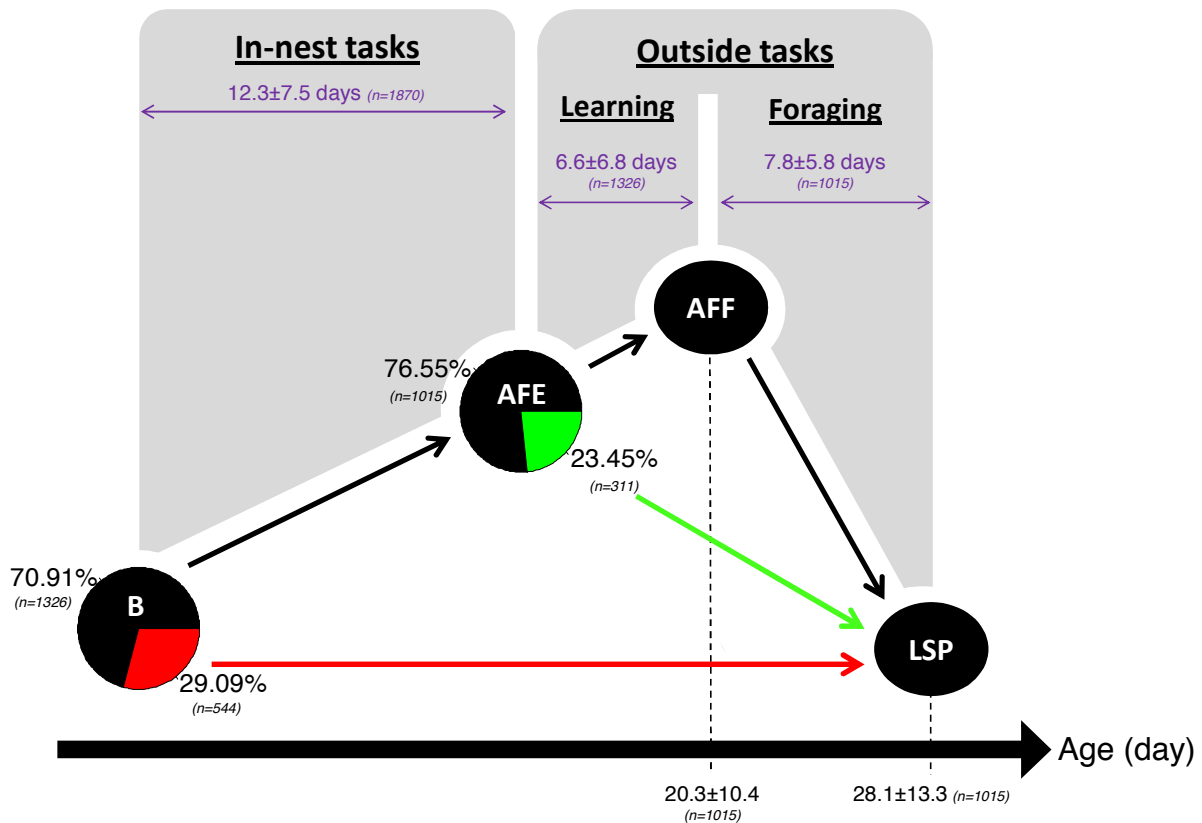 In-nest tasks
12.3±7.5 days (n=1870)
Outside tasks
Learning
6.6±6.8 days
(n=1326)
Foraging
7.8±5.8 days
(n=1015)
AFF
76.55%
(n=1015)
AFE
23.45%
(n=311)
70.91%
(n=1326)
B
29.09%
(n=544)
LSP
Age (day)
20.3±10.4
(n=1015)
28.1±13.3 (n=1015)